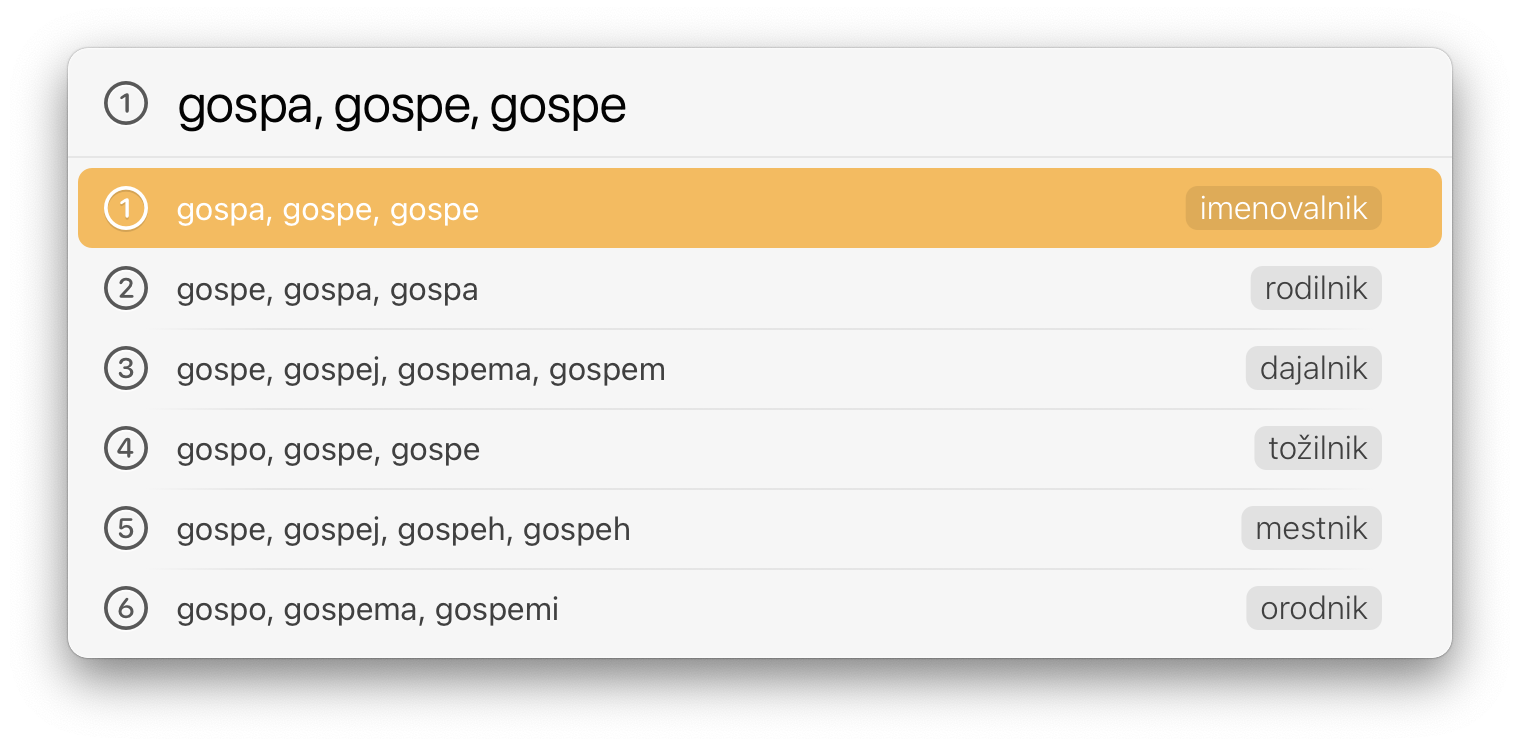 ① gospa, gospe, gospe
① gospa, gospe, gospe imenovalnik
② gospe, gospa, gospa rodilnik
③ gospe, gospej, gospema, gospem dajalnik
④ gospo, gospe, gospe tožilnik
⑤ gospe, gospej, gospeh, gospeh mestnik
⑥ gospo, gospema, gospemi orodnik